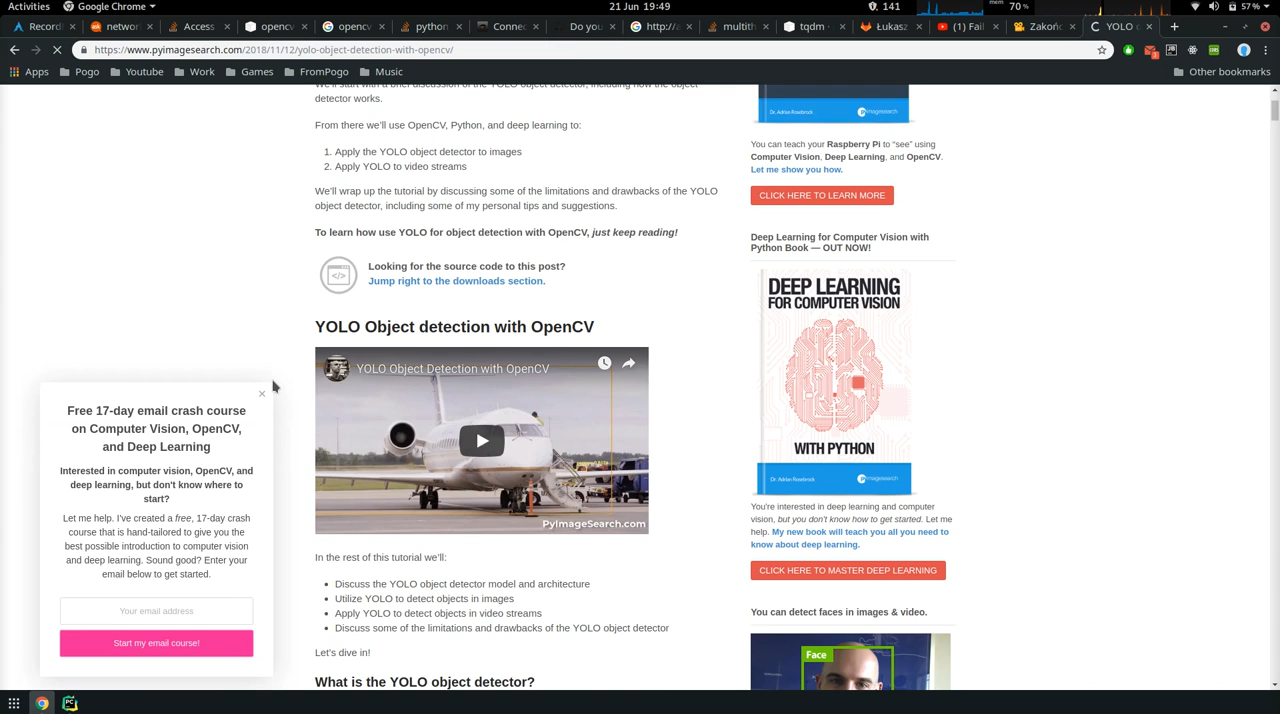 Activities
Google Chrome
21 Jun 19:49
141
mem
70 %
57 %
Record
networ
Access
opencv
opencv
python
Connec
Do you
http://e
multith
tqdm -
Łukasz
(1) Fail
Zakońc
YOLO o
https://www.pyimagesearch.com/2018/11/12/yolo-object-detection-with-opencv/
Apps
Pogo
Youtube
Work
Games
FromPogo
Music
Other bookmarks
We'll start with a brief discussion of the YOLO object detector, including how the object
detector works.
From there we'll use OpenCV, Python, and deep learning to:
1. Apply the YOLO object detector to images
2. Apply YOLO to video streams
We'll wrap up the tutorial by discussing some of the limitations and drawbacks of the YOLO
object detector, including some of my personal tips and suggestions.
To learn how use YOLO for object detection with OpenCV, just keep reading!
Looking for the source code to this post?
Jump right to the downloads section.
YOLO Object detection with OpenCV
YOLO Object Detection with OpenCV
PyImageSearch.com
In the rest of this tutorial we'll:
• Discuss the YOLO object detector model and architecture
• Utilize YOLO to detect objects in images
• Apply YOLO to detect objects in video streams
• Discuss some of the limitations and drawbacks of the YOLO object detector
Let's dive in!
What is the YOLO object detector?
Dr. Adrian Rosebrock
pyimagesearch
You can teach your Raspberry Pi to “see” using
Computer Vision, Deep Learning, and OpenCV.
Let me show you how.
CLICK HERE TO LEARN MORE
Deep Learning for Computer Vision with
Python Book — OUT NOW!
DEEP LEARNING
FOR COMPUTER VISION
WITH PYTHON
Dr. Adrian Rosebrock
pyimagesearch
You're interested in deep learning and computer
vision, but you don't know how to get started. Let me
help. My new book will teach you all you need to
know about deep learning.
CLICK HERE TO MASTER DEEP LEARNING
You can detect faces in images & video.
Face
×
Free 17-day email crash course
on Computer Vision, OpenCV,
and Deep Learning
Interested in computer vision, OpenCV, and
deep learning, but don't know where to
start?
Let me help. I've created a free, 17-day crash
course that is hand-tailored to give you the
best possible introduction to computer vision
and deep learning. Sound good? Enter your
email below to get started.
Your email address
Start my email course!
PC